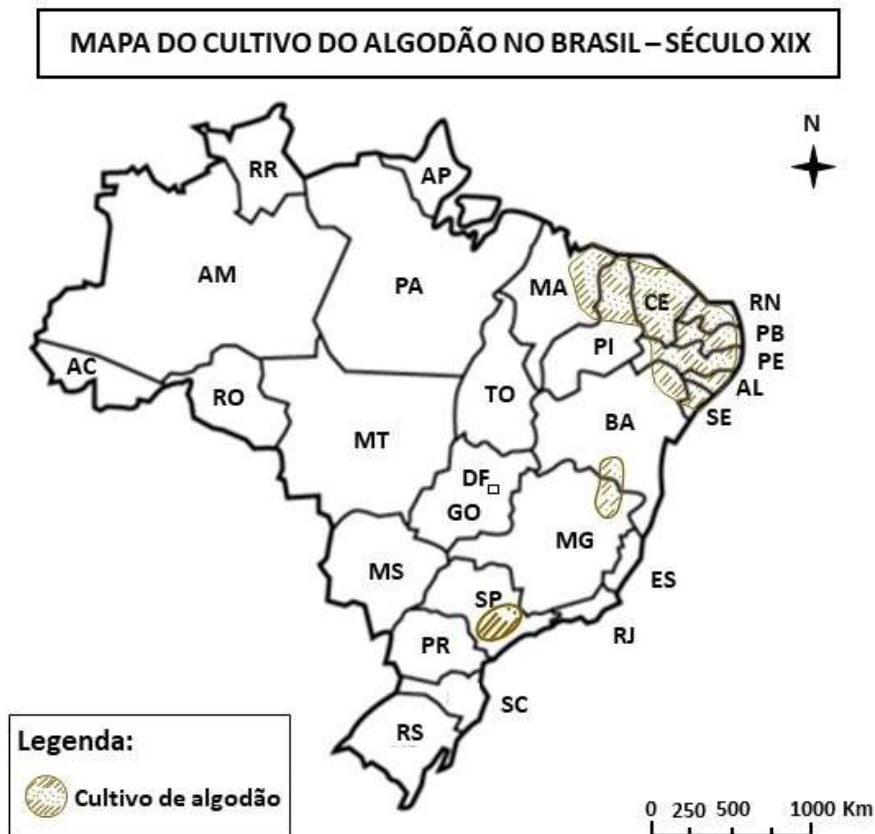 MAPA DO CULTIVO DO ALGODÃO NO BRASIL – SÉCULO XIX
N
RR
AP
AM
PA
MA
CE
RN
PB
PI
PE
AC
AL
TO
RO
SE
BA
MT
DF
GO
MG
MS
ES
SP
RJ
PR
SC
RS
Legenda:
Cultivo de algodão
0 250 500 1000 Km